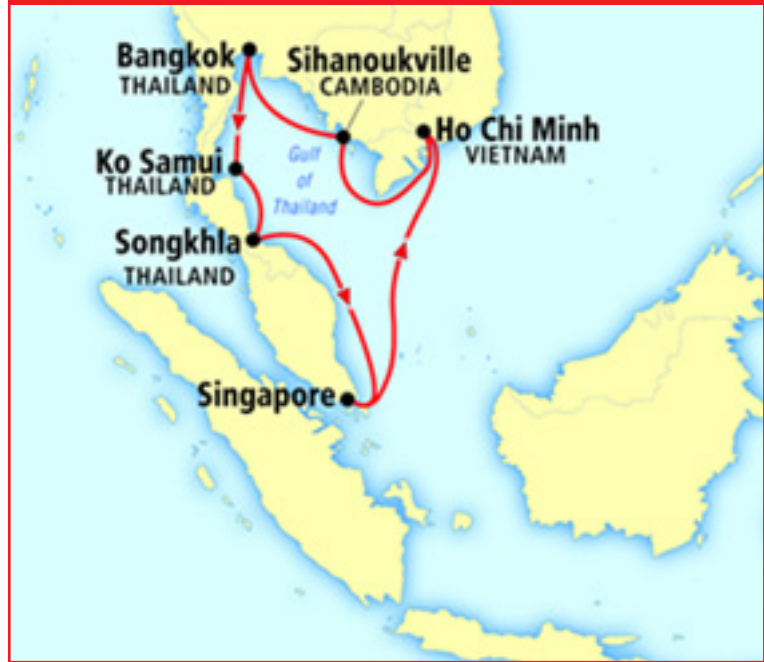 Bangkok
THAILAND
Sihanoukville
CAMBODIA
Ho Chi Minh
VIETNAM
Ko Samui
THAILAND
Gulf
of
Thailand
Songkhla
THAILAND
Singapore